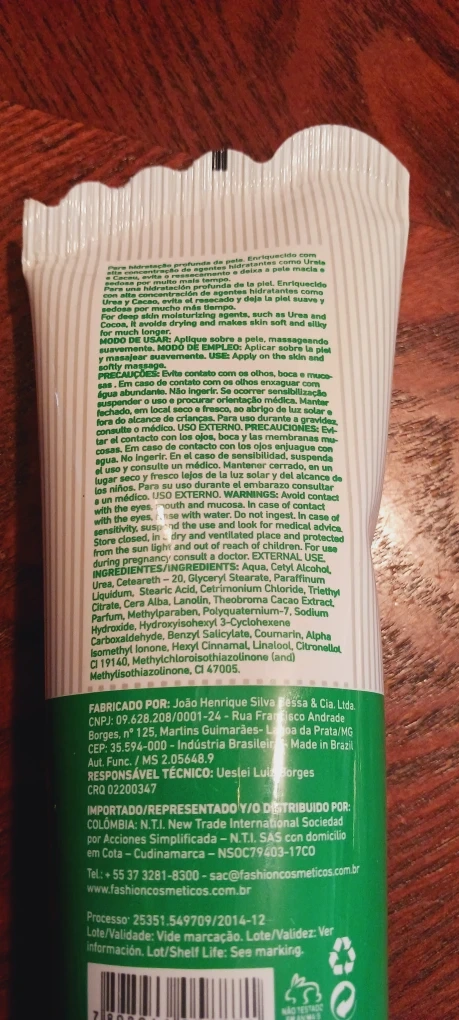 Para hidratação profunda da pele. Enriquecido com
alta concentração de agentes hidratantes como Ureia
e Cacau, evita o ressecamento e deixa a pele macia e
sedosa por muito mais tempo.
Para una hidratación profunda de la piel. Enriquecido
con alta concentración de agentes hidratantes como
Urea y Cacao, evita el resecado y deja la piel suave y
sedosa por mucho más tiempo.
For deep skin moisturizing agents, such as Urea and
Cocoa, it avoids drying and makes skin soft and silky
for much longer.
MODO DE USAR: Aplique sobre a pele, massageando
suavemente. MODO DE EMPLEO: Aplicar sobre la piel
y masajear suavemente. USE: Apply on the skin and
softly massage.
PRECAUÇÕES: Evite contato com os olhos, boca e muco-
sas . Em caso de contato com os olhos enxaguar com
água abundante. Não ingerir. Se ocorrer sensibilização
suspender o uso e procurar orientação médica. Manter
fechado, em local seco e fresco, ao abrigo de luz solar e
fora do alcance de crianças. Para uso durante a gravidez,
consulte o médico. USO EXTERNO. PRECAUCIONES: Evi-
tar el contacto con los ojos, boca y las membranas mu-
cosas. Em caso de contacto con los ojos enjuague con
agua. No ingerir. En el caso de sensibilidad, suspenda
el uso y consulte un médico. Mantener cerrado, en un
lugar seco y fresco lejos de la luz solar y del alcance de
los niños. Para su uso durante el embarazo consultar
a un médico. USO EXTERNO. WARNINGS: Avoid contact
with the eyes, mouth and mucosa. In case of contact
with the eyes, rinse with water. Do not ingest. In case of
sensitivity, suspend the use and look for medical advice.
Store closed, in a dry and ventilated place and protected
from the sun light and out of reach of children. For use
during pregnancy consult a doctor. EXTERNAL USE.
INGREDIENTES/INGREDIENTS: Aqua, Cetyl Alcohol,
Urea, Ceteareth – 20, Glyceryl Stearate, Paraffinum
Liquidum, Stearic Acid, Cetrimonium Chloride, Triethyl
Citrate, Cera Alba, Lanolin, Theobroma Cacao Extract,
Parfum, Methylparaben, Polyquaternium-7, Sodium
Hydroxide, Hydroxyisohexyl 3-Cyclohexene
Carboxaldehyde, Benzyl Salicylate, Coumarin, Alpha
Isomethyl Ionone, Hexyl Cinnamal, Linalool, Citronellol
CI 19140, Methylchloroisothiazolinone (and)
Methylisothiazolinone, CI 47005.
FABRICADO POR: João Henrique Silva Bessa & Cia. Ltda.
CNPJ: 09.628.208/0001-24 - Rua Francisco Andrade
Borges, nº 125, Martins Guimarães- Lagoa da Prata/MG
CEP: 35.594-000 - Indústria Brasileira - Made in Brazil
Aut. Func. / MS 2.05648.9
RESPONSÁVEL TÉCNICO: Ueslei Luiz Borges
CRQ 02200347
IMPORTADO/REPRESENTADO Y/O DISTRIBUIDO POR:
COLÔMBIA: N.T.I. New Trade International Sociedad
por Acciones Simplificada – N.T.I. SAS con domicilio
em Cota – Cudinamarca – NSOC79403-17CO
Tel.: + 55 37 3281-8300 - sac@fashioncosmeticos.com.br
www.fashioncosmeticos.com.br
Processo 25351.549709/2014-12
Lote/Validade: Vide marcação. Lote/Validez: Ver
información. Lot/Shelf Life: See marking.
NÃO TESTADO
EM ANIMAIS